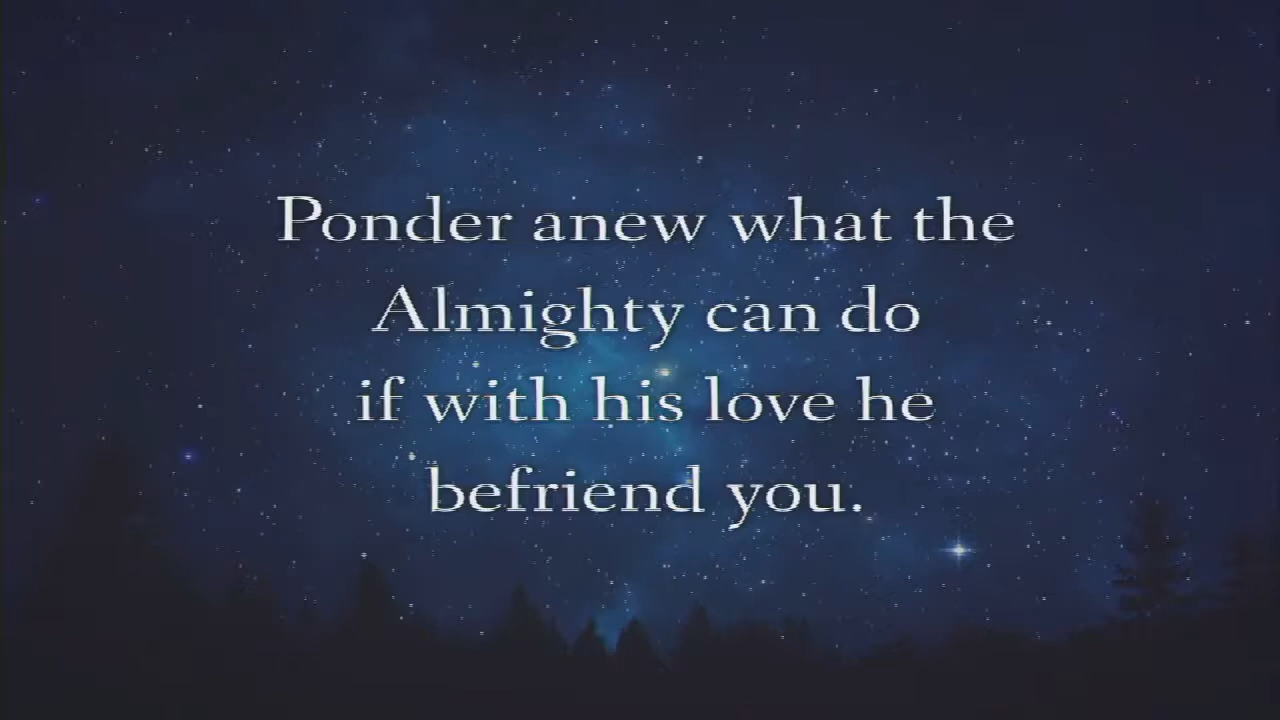 Ponder anew what the
Almighty can do
if with his love he
befriend you.